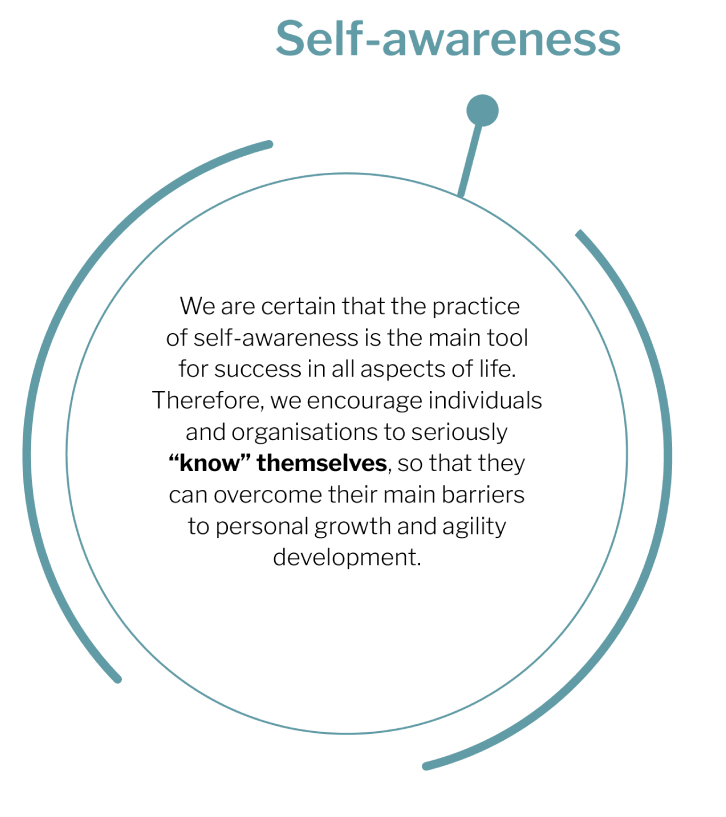 Self-awareness
We are certain that the practice
of self-awareness is the main tool
for success in all aspects of life.
Therefore, we encourage individuals
and organisations to seriously
“know” themselves, so that they
can overcome their main barriers
to personal growth and agility
development.